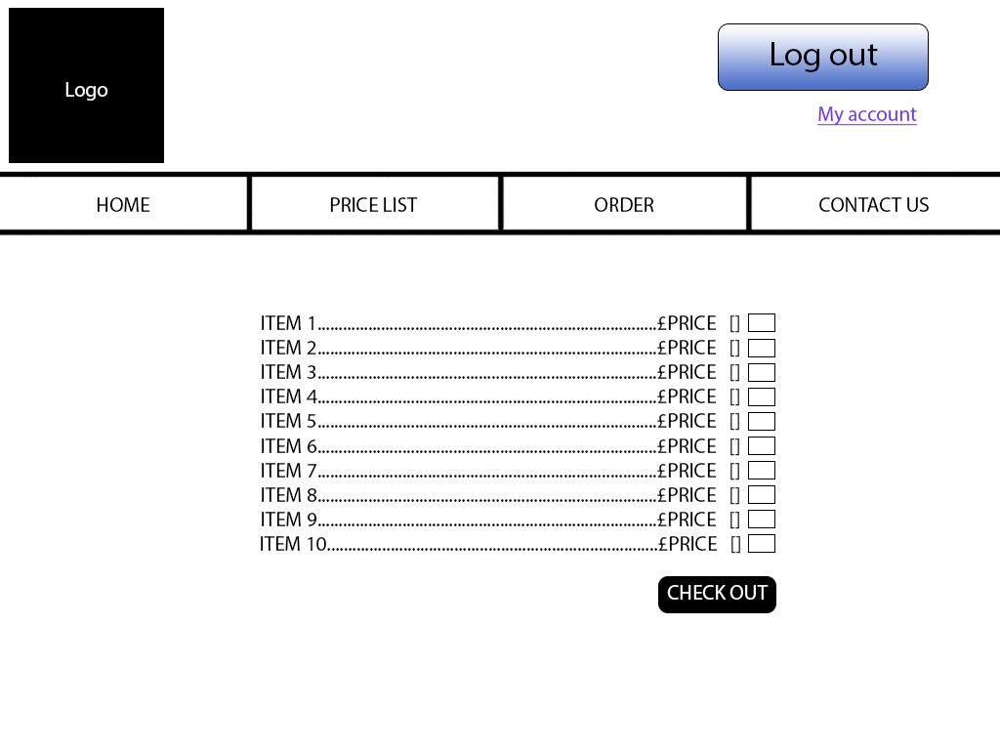 Logo
Log out
My account
HOME PRICE LIST ORDER CONTACT US
ITEM 1................................................................................£PRICE []
ITEM 2................................................................................£PRICE []
ITEM 3................................................................................£PRICE []
ITEM 4................................................................................£PRICE []
ITEM 5................................................................................£PRICE []
ITEM 6................................................................................£PRICE []
ITEM 7................................................................................£PRICE []
ITEM 8................................................................................£PRICE []
ITEM 9................................................................................£PRICE []
ITEM 10..............................................................................£PRICE []
CHECK OUT